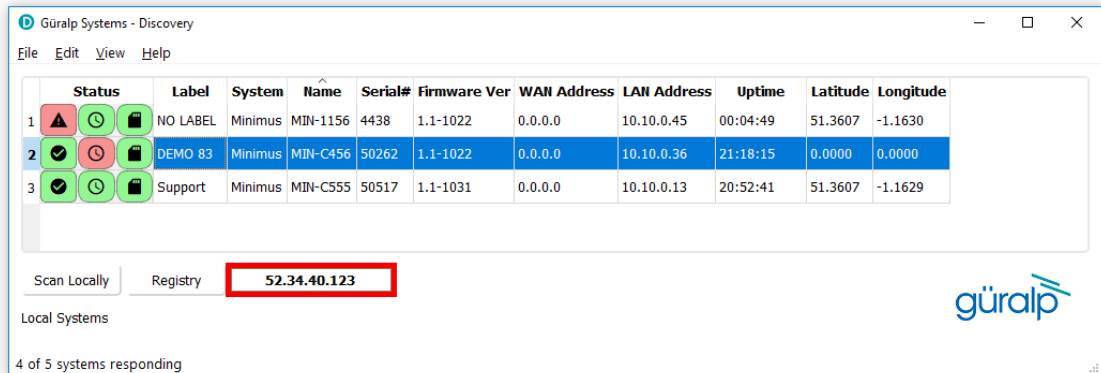 Güralp Systems - Discovery
File Edit View Help
Status Label System Name Serial# Firmware Ver WAN Address LAN Address Uptime Latitude Longitude
1 NO LABEL Minimus MIN-1156 4438 1.1-1022 0.0.0.0 10.10.0.45 00:04:49 51.3607 -1.1630
2 DEMO 83 Minimus MIN-C456 50262 1.1-1022 0.0.0.0 10.10.0.36 21:18:15 0.0000 0.0000
3 Support Minimus MIN-C555 50517 1.1-1031 0.0.0.0 10.10.0.13 20:52:41 51.3607 -1.1629
Scan Locally Registry 52.34.40.123
güralp
Local Systems
4 of 5 systems responding